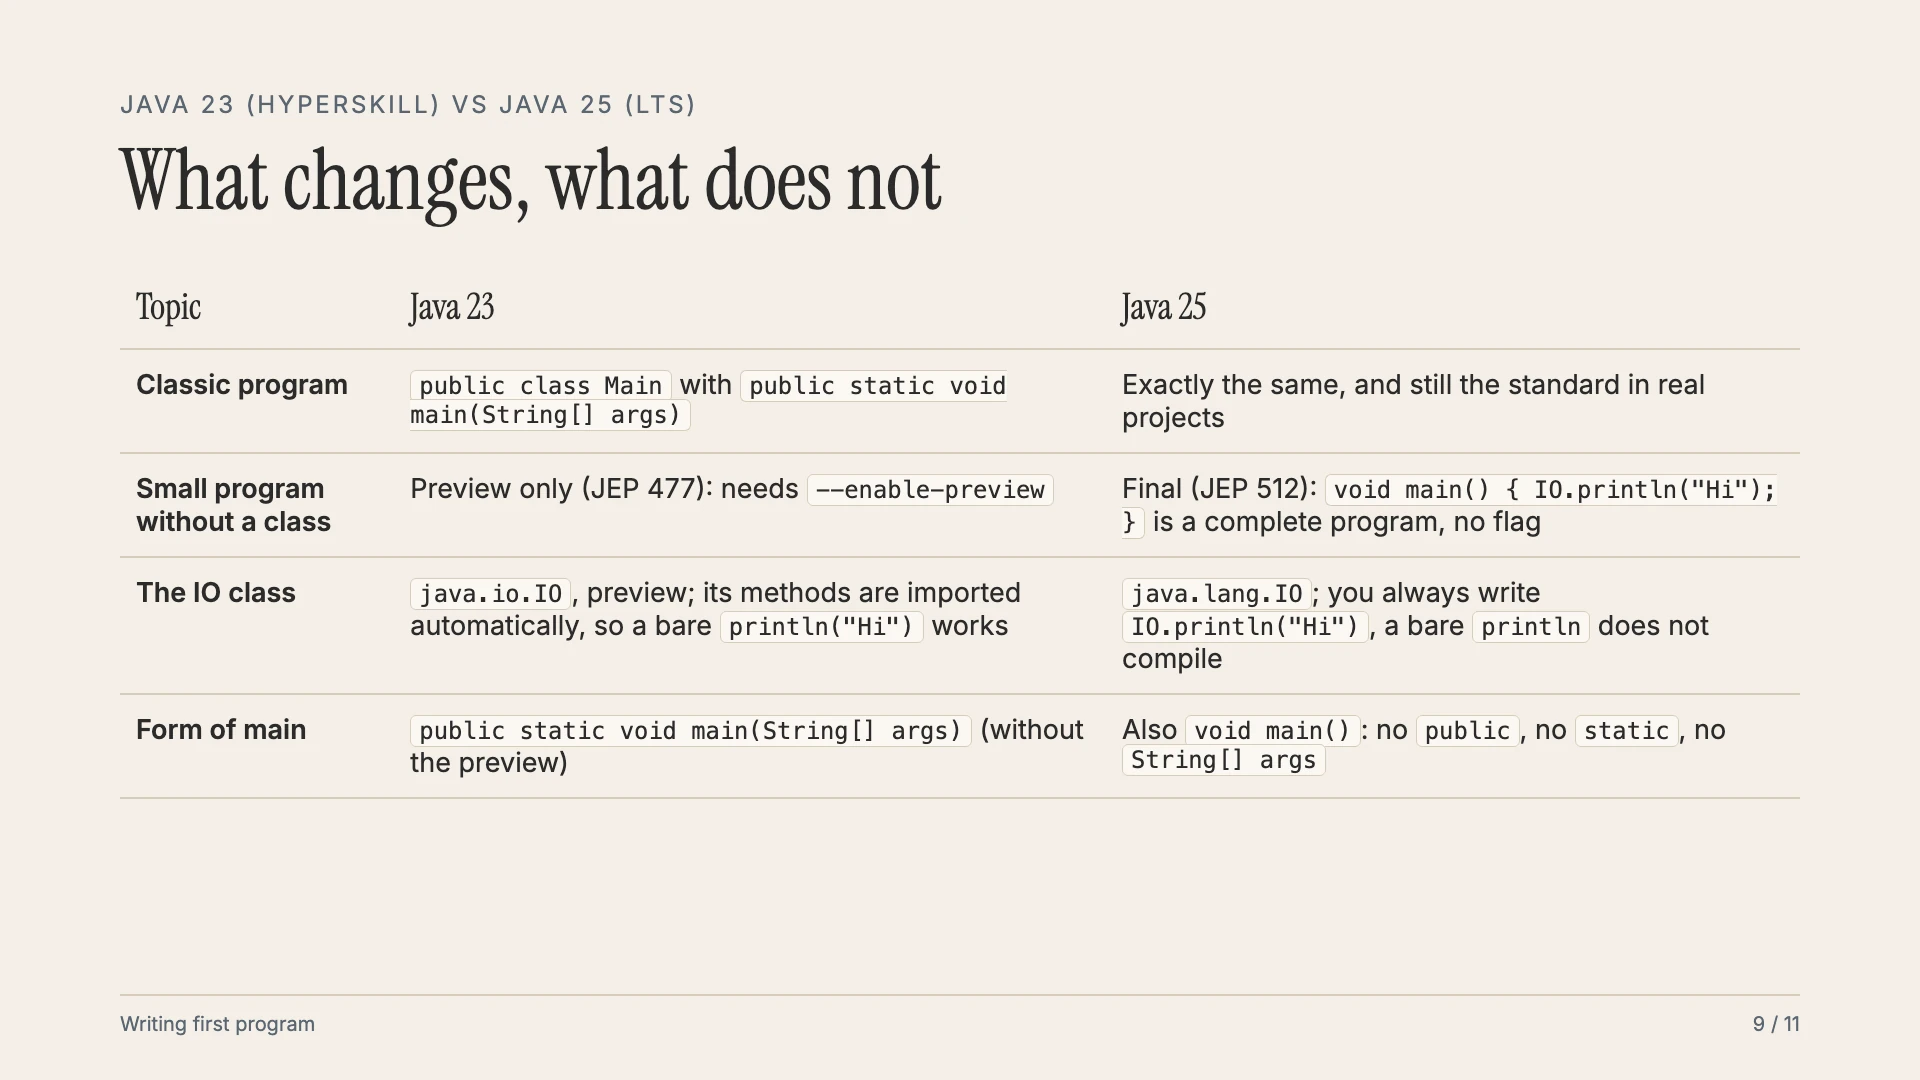 JAVA 23 (HYPERSKILL) VS JAVA 25 (LTS)
What changes, what does not
Topic
Java 23
Java 25
Classic program
public class Main with public static void
main(String[] args)
Exactly the same, and still the standard in real
projects
Small program
without a class
Preview only (JEP 477): needs --enable-preview
Final (JEP 512): void main() { IO.println("Hi");
} is a complete program, no flag
The IO class
java.io.IO, preview; its methods are imported
automatically, so a bare println("Hi") works
java.lang.IO; you always write
IO.println("Hi"), a bare println does not
compile
Form of main
public static void main(String[] args) (without
the preview)
Also void main(): no public, no static, no
String[] args
Writing first program
9 / 11